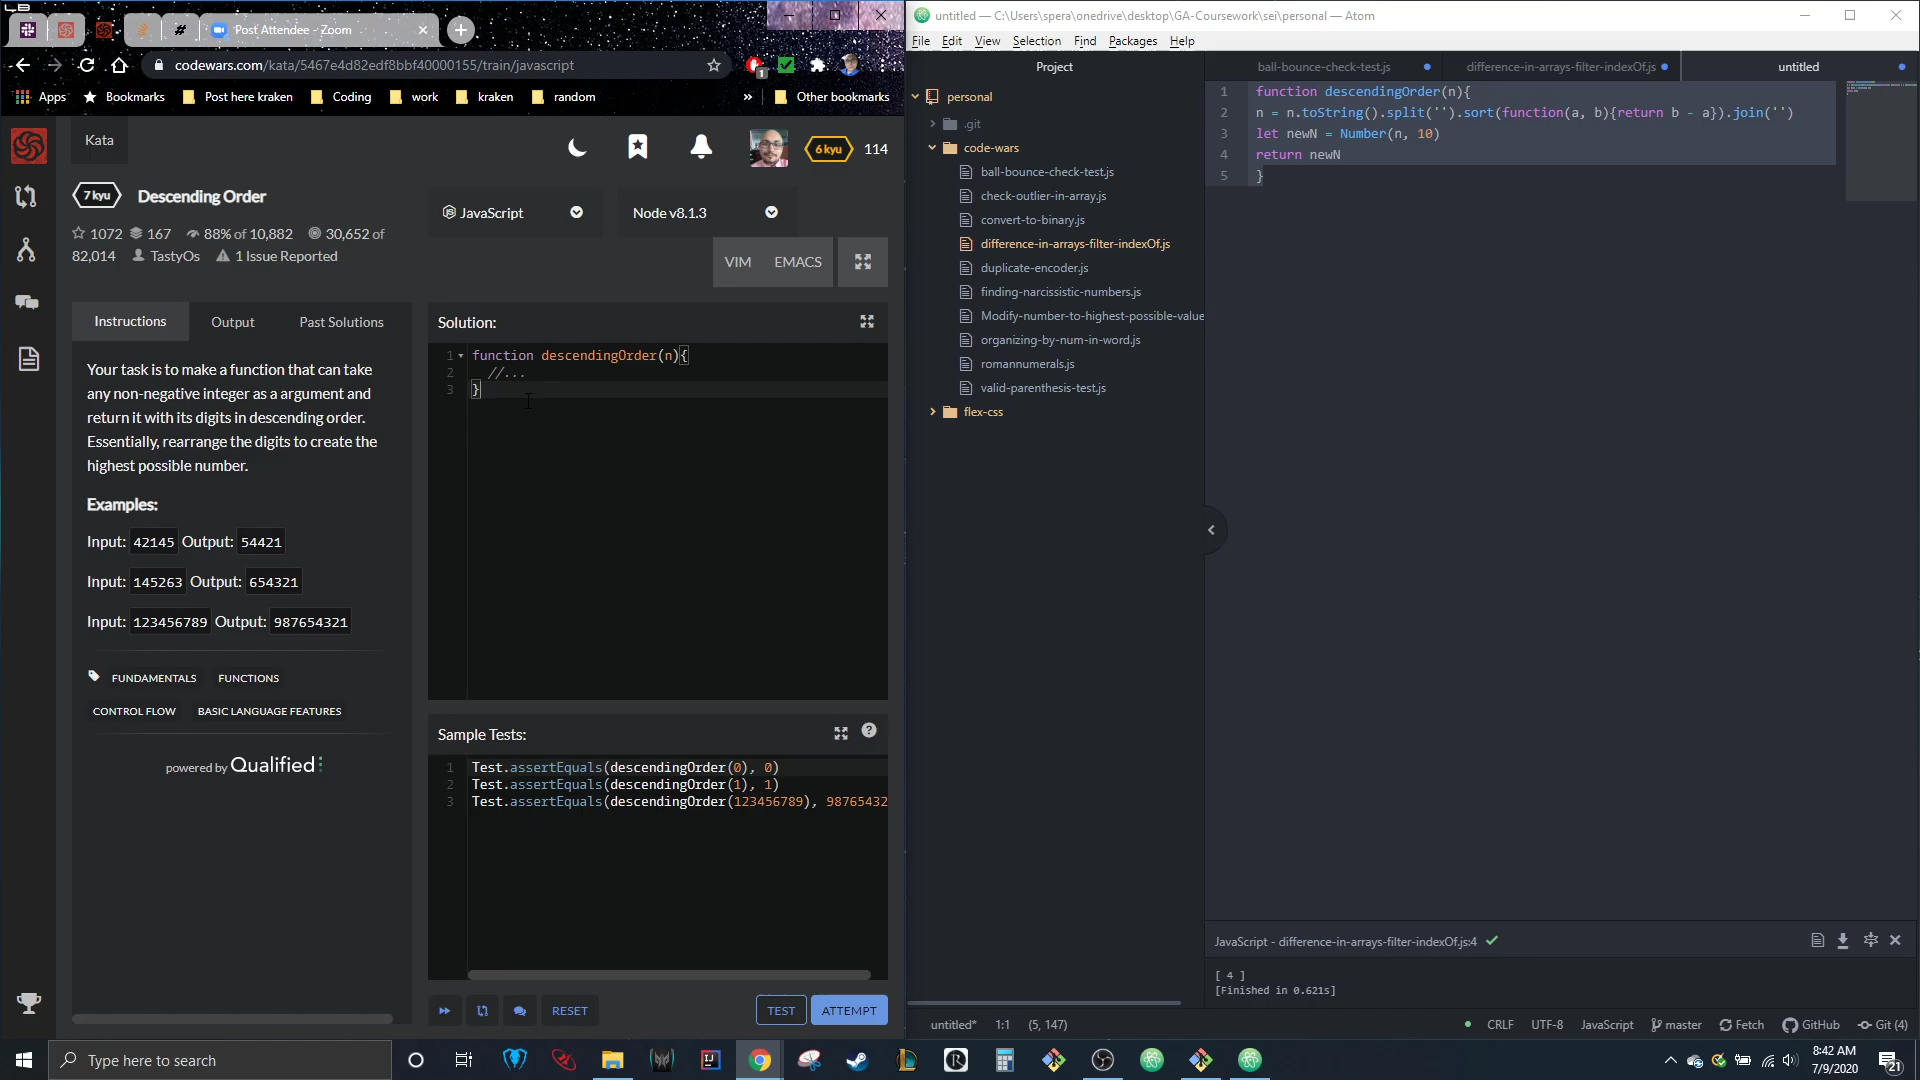 Post Attendee - Zoom
codewars.com/kata/5467e4d82edf8bbf40000155/train/javascript
1
Apps Bookmarks Post here kraken Coding work kraken random » Other bookmarks
Kata
6 kyu 114
7 kyu Descending Order
1072 167 88% of 10,882 30,652 of
82,014 TastyOs 1 Issue Reported
JavaScript Node v8.1.3
VIM EMACS
Instructions Output Past Solutions
Your task is to make a function that can take
any non-negative integer as a argument and
return it with its digits in descending order.
Essentially, rearrange the digits to create the
highest possible number.
Examples:
Input: 42145 Output: 54421
Input: 145263 Output: 654321
Input: 123456789 Output: 987654321
FUNDAMENTALS FUNCTIONS
CONTROL FLOW BASIC LANGUAGE FEATURES
powered by Qualified
Solution:
1 function descendingOrder(n){
2 //...
3 }
Sample Tests:
1 Test.assertEquals(descendingOrder(0), 0)
2 Test.assertEquals(descendingOrder(1), 1)
3 Test.assertEquals(descendingOrder(123456789), 98765432
RESET TEST ATTEMPT
untitled — C:\Users\spera\onedrive\desktop\GA-Coursework\sei\personal — Atom
File Edit View Selection Find Packages Help
Project
personal
.git
code-wars
ball-bounce-check-test.js
check-outlier-in-array.js
convert-to-binary.js
difference-in-arrays-filter-indexOf.js
duplicate-encoder.js
finding-narcissistic-numbers.js
Modify-number-to-highest-possible-value
organizing-by-num-in-word.js
romannumerals.js
valid-parenthesis-test.js
flex-css
ball-bounce-check-test.js difference-in-arrays-filter-indexOf.js untitled
1 function descendingOrder(n){
2 n = n.toString().split('').sort(function(a, b){return b - a}).join('')
3 let newN = Number(n, 10)
4 return newN
5 }
JavaScript - difference-in-arrays-filter-indexOf.js:4
[ 4 ]
[Finished in 0.621s]
untitled* 1:1 (5, 147) CRLF UTF-8 JavaScript master Fetch GitHub Git (4)
Type here to search
8:42 AM
7/9/2020
21